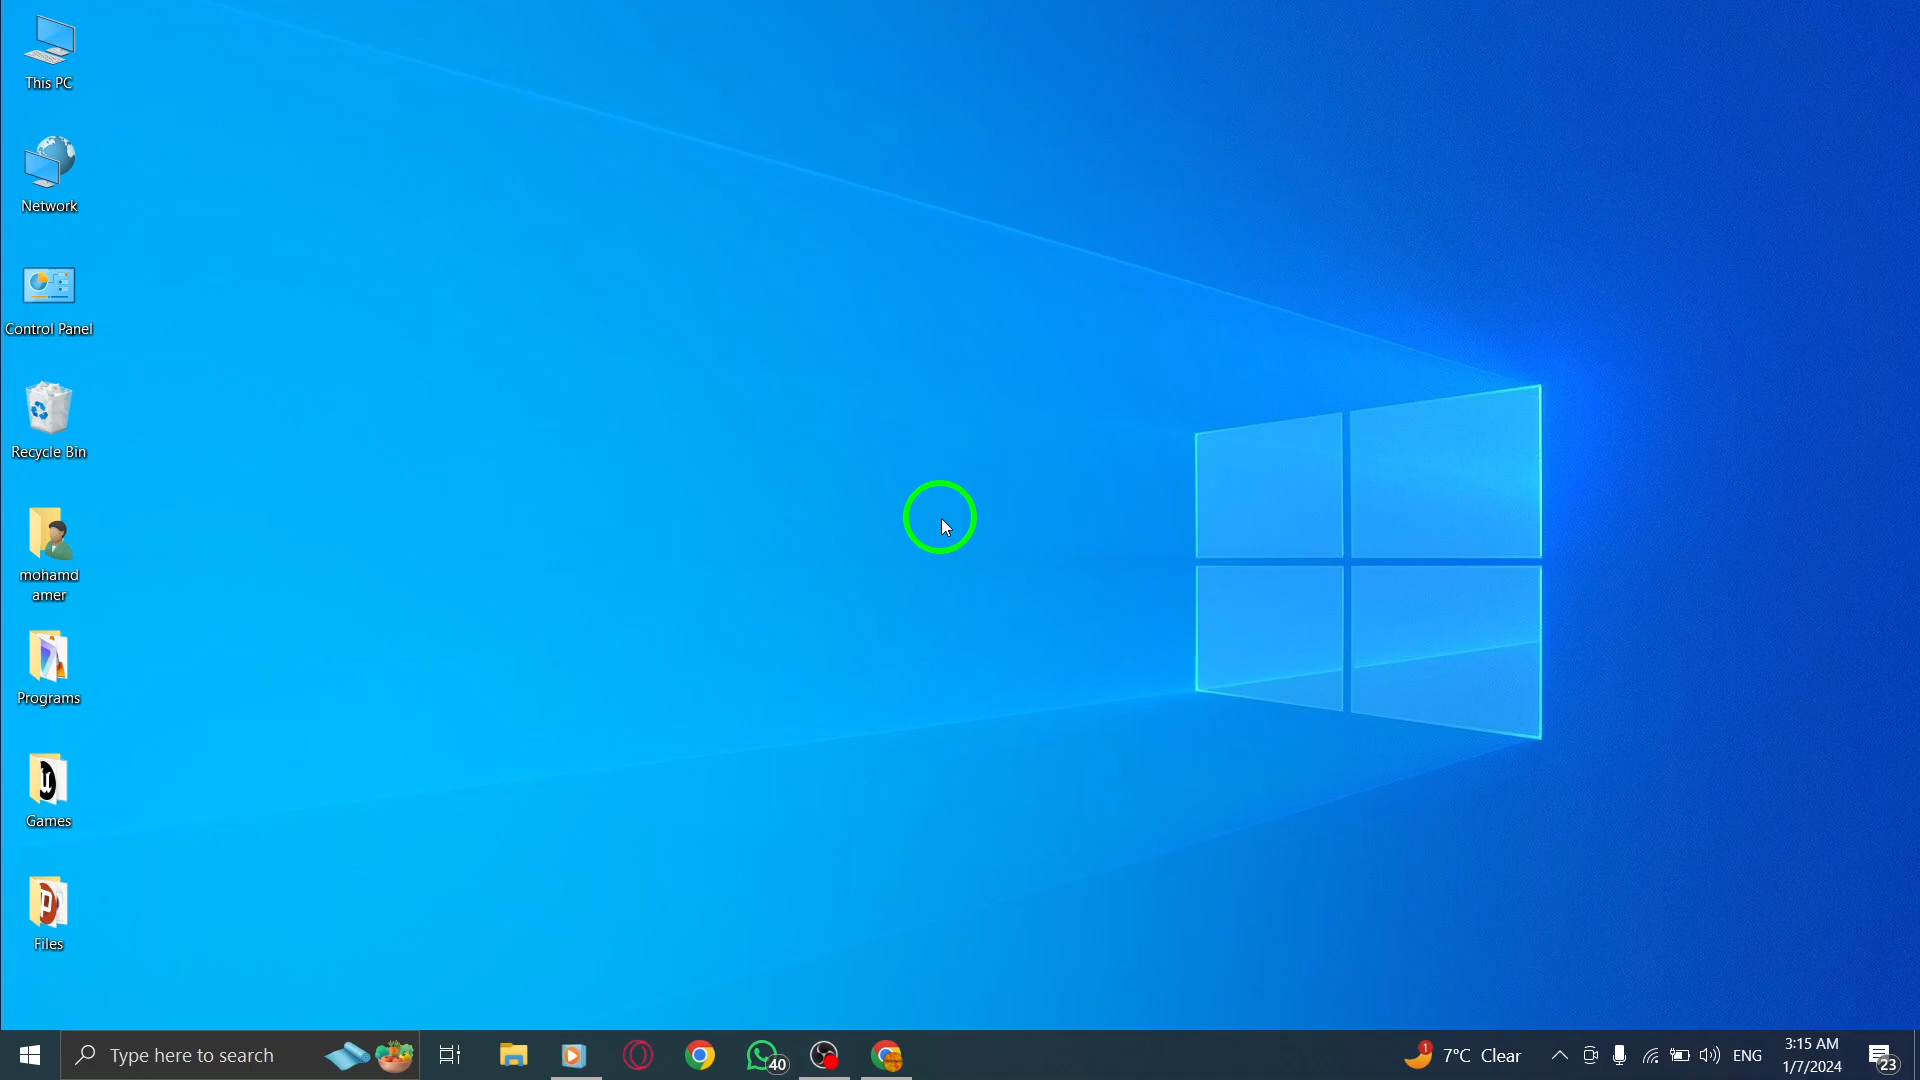 This PC
Network
Control Panel
Recycle Bin
mohamd
amer
Programs
Games
Files
Type here to search
40
1
7°C Clear
ENG
3:15 AM
1/7/2024
23